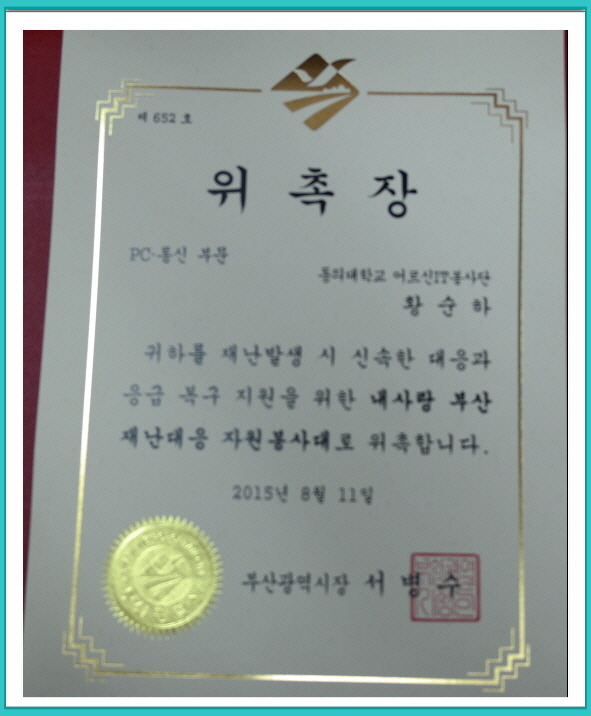 제 652 호
위 촉 장
PC·통신 부문
동의대학교 어르신IT봉사단
황 순 하
귀하를 재난발생 시 신속한 대응과
응급 복구 지원을 위한 내사랑 부산
재난대응 자원봉사대로 위촉합니다.
2015년 8월 11일
부산광역시장 서 병 수